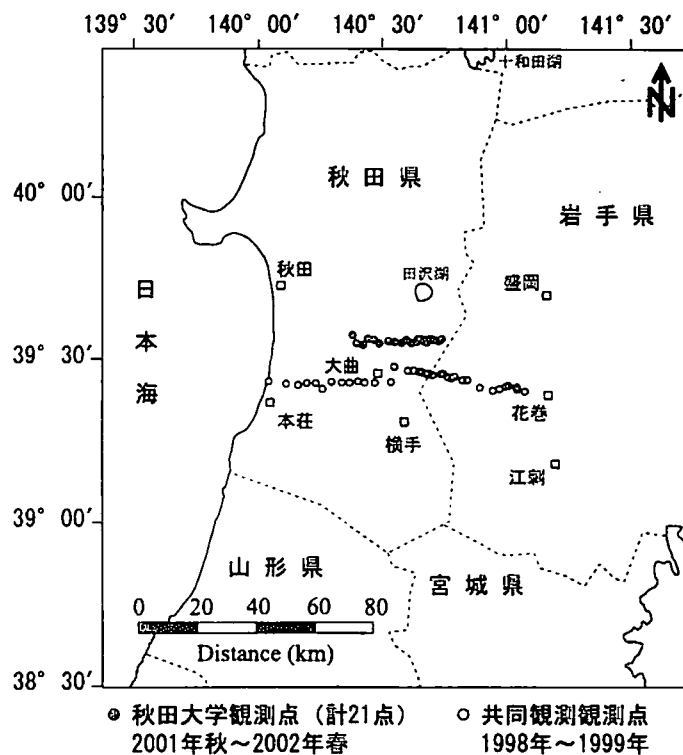 139° 30′ 140° 00′ 140° 30′ 141° 00′ 141° 30′
十和田湖
N
秋田県
40° 00′
岩手県
秋田
田沢湖
盛岡
日本海
39° 30′
大曲
本荘
花巻
横手
江刺
39° 00′
山形県
宮城県
0 20 40 60 80
Distance (km)
38° 30′
秋田大学観測点（計21点） 共同観測観測点
2001年秋～2002年春 1998年～1999年